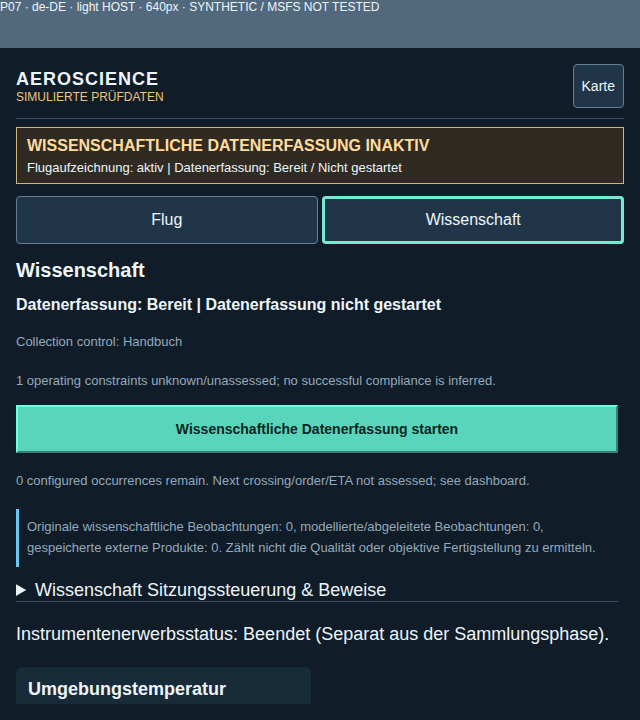 P07 · de-DE · light HOST · 640px · SYNTHETIC / MSFS NOT TESTED
AEROSCIENCE
SIMULIERTE PRÜFDATEN
Karte
WISSENSCHAFTLICHE DATENERFASSUNG INAKTIV
Flugaufzeichnung: aktiv | Datenerfassung: Bereit / Nicht gestartet
Flug
Wissenschaft
Wissenschaft
Datenerfassung: Bereit | Datenerfassung nicht gestartet
Collection control: Handbuch
1 operating constraints unknown/unassessed; no successful compliance is inferred.
Wissenschaftliche Datenerfassung starten
0 configured occurrences remain. Next crossing/order/ETA not assessed; see dashboard.
Originale wissenschaftliche Beobachtungen: 0, modellierte/abgeleitete Beobachtungen: 0,
gespeicherte externe Produkte: 0. Zählt nicht die Qualität oder objektive Fertigstellung zu ermitteln.
Wissenschaft Sitzungssteuerung & Beweise
Instrumentenerwerbsstatus: Beendet (Separat aus der Sammlungsphase).
Umgebungstemperatur